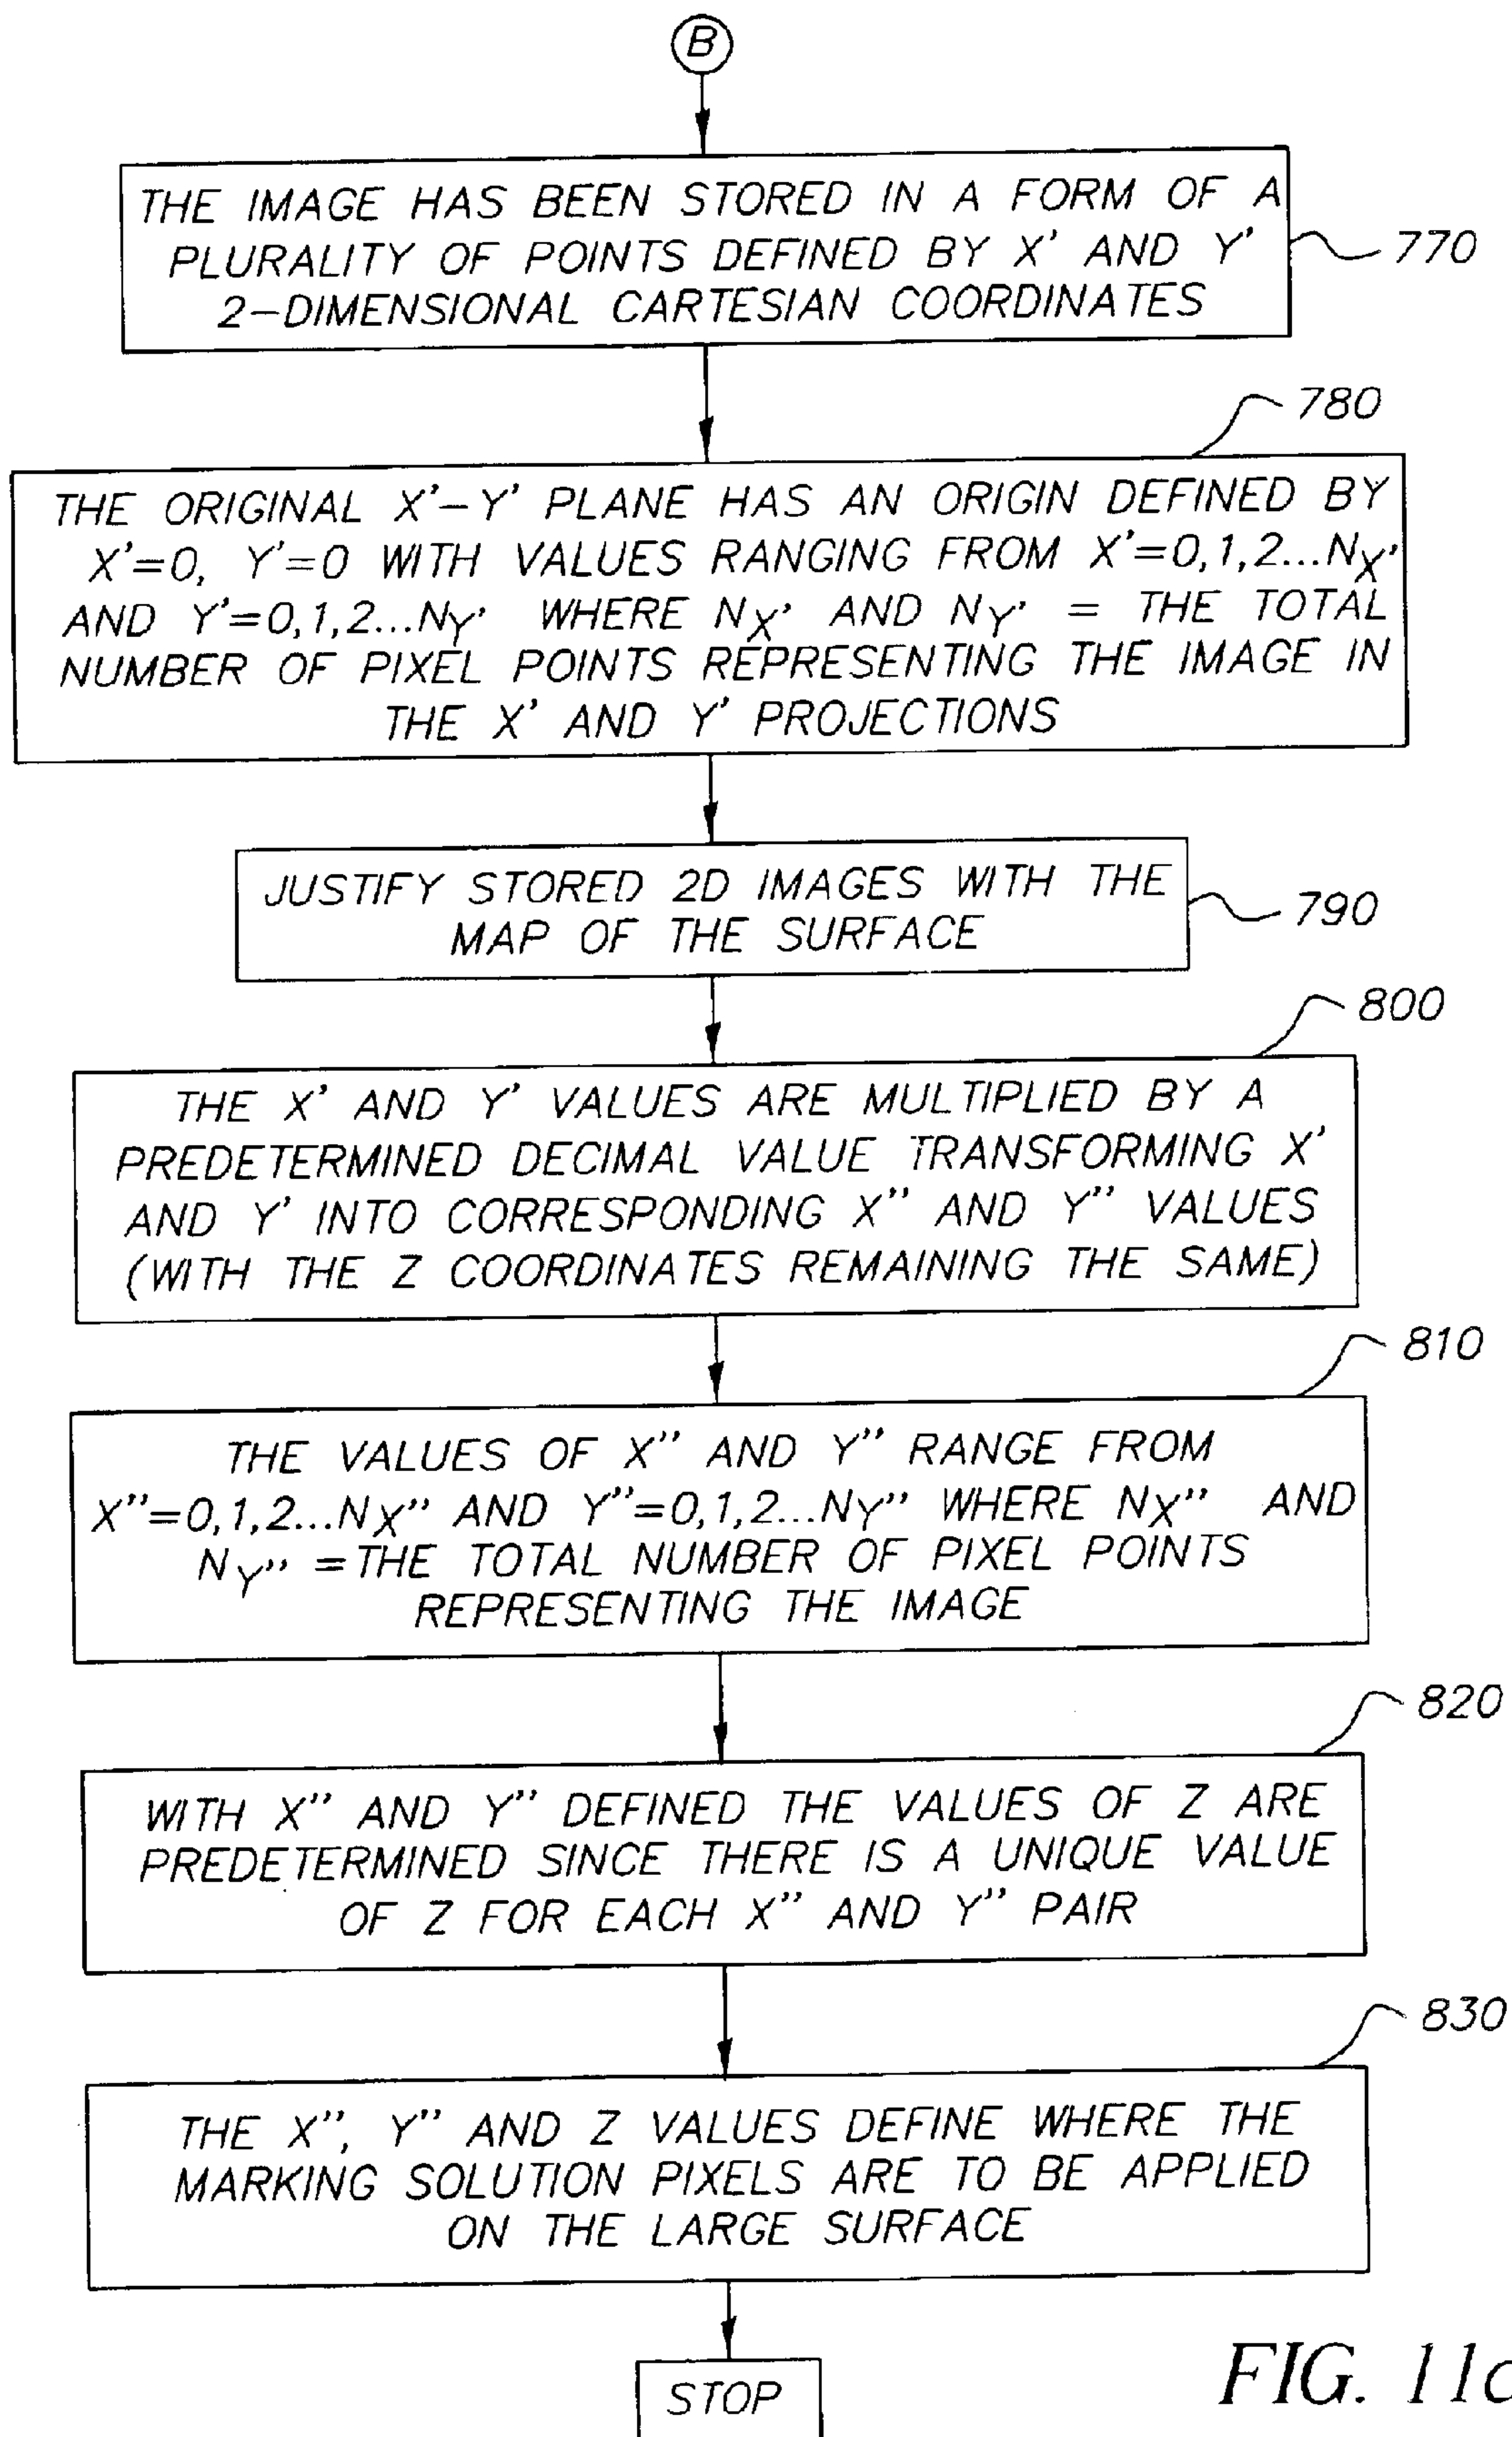 B
THE IMAGE HAS BEEN STORED IN A FORM OF A
PLURALITY OF POINTS DEFINED BY X' AND Y'
2-DIMENSIONAL CARTESIAN COORDINATES
770
780
THE ORIGINAL X'-Y' PLANE HAS AN ORIGIN DEFINED BY
X'=0, Y'=0 WITH VALUES RANGING FROM X'=0,1,2...NX'
AND Y'=0,1,2...NY' WHERE NX' AND NY' = THE TOTAL
NUMBER OF PIXEL POINTS REPRESENTING THE IMAGE IN
THE X' AND Y' PROJECTIONS
JUSTIFY STORED 2D IMAGES WITH THE
MAP OF THE SURFACE
790
800
THE X' AND Y' VALUES ARE MULTIPLIED BY A
PREDETERMINED DECIMAL VALUE TRANSFORMING X'
AND Y' INTO CORRESPONDING X" AND Y" VALUES
(WITH THE Z COORDINATES REMAINING THE SAME)
810
THE VALUES OF X" AND Y" RANGE FROM
X"=0,1,2...NX" AND Y"=0,1,2...NY" WHERE NX" AND
NY" =THE TOTAL NUMBER OF PIXEL POINTS
REPRESENTING THE IMAGE
820
WITH X" AND Y" DEFINED THE VALUES OF Z ARE
PREDETERMINED SINCE THERE IS A UNIQUE VALUE
OF Z FOR EACH X" AND Y" PAIR
830
THE X", Y" AND Z VALUES DEFINE WHERE THE
MARKING SOLUTION PIXELS ARE TO BE APPLIED
ON THE LARGE SURFACE
STOP
FIG. 11c